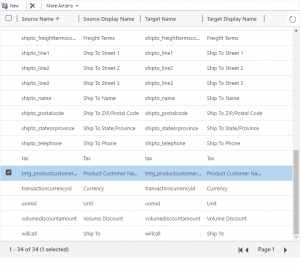 New More Actions
Source Name Source Display Name Target Name Target Display Name
shipto_freighttermsco... Freight Terms shipto_freighttermsco... Freight Terms
shipto_line1 Ship To Street 1 shipto_line1 Ship To Street 1
shipto_line2 Ship To Street 2 shipto_line2 Ship To Street 2
shipto_line3 Ship To Street 3 shipto_line3 Ship To Street 3
shipto_name Ship To Name shipto_name Ship To Name
shipto_postalcode Ship To ZIP/Postal Code shipto_postalcode Ship To ZIP/Postal Code
shipto_stateorprovince Ship To State/Province shipto_stateorprovince Ship To State/Province
shipto_telephone Ship To Phone shipto_telephone Ship To Phone
tax Tax tax Tax
tntg_productcustomer... Product Customer Na... tntg_productcustomer... Product Customer Na...
transactioncurrencyid Currency transactioncurrencyid Currency
uomid Unit uomid Unit
volumediscountamount Volume Discount volumediscountamount Volume Discount
willcall Ship To willcall Ship To
1 - 34 of 34 (1 selected) Page 1